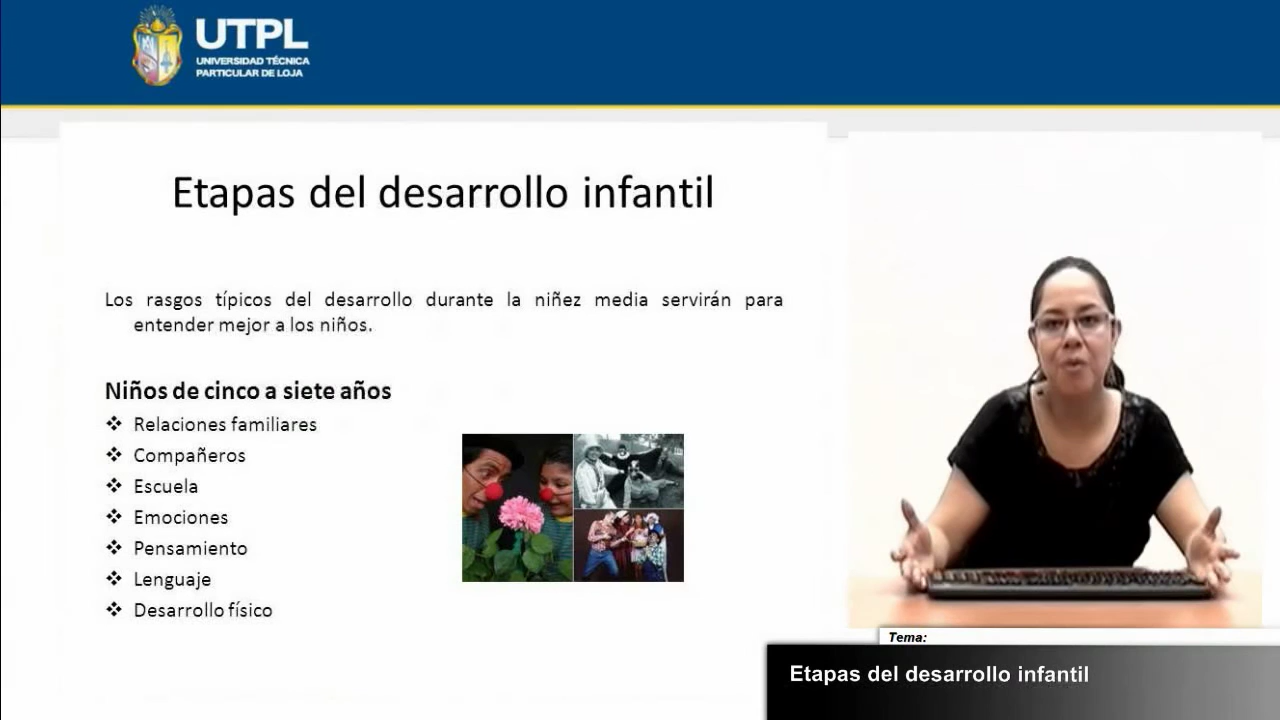 UTPL
UNIVERSIDAD TÉCNICA
PARTICULAR DE LOJA
Etapas del desarrollo infantil
Los rasgos típicos del desarrollo durante la niñez media servirán para
entender mejor a los niños.
Niños de cinco a siete años
❖ Relaciones familiares
❖ Compañeros
❖ Escuela
❖ Emociones
❖ Pensamiento
❖ Lenguaje
❖ Desarrollo físico
Tema:
Etapas del desarrollo infantil